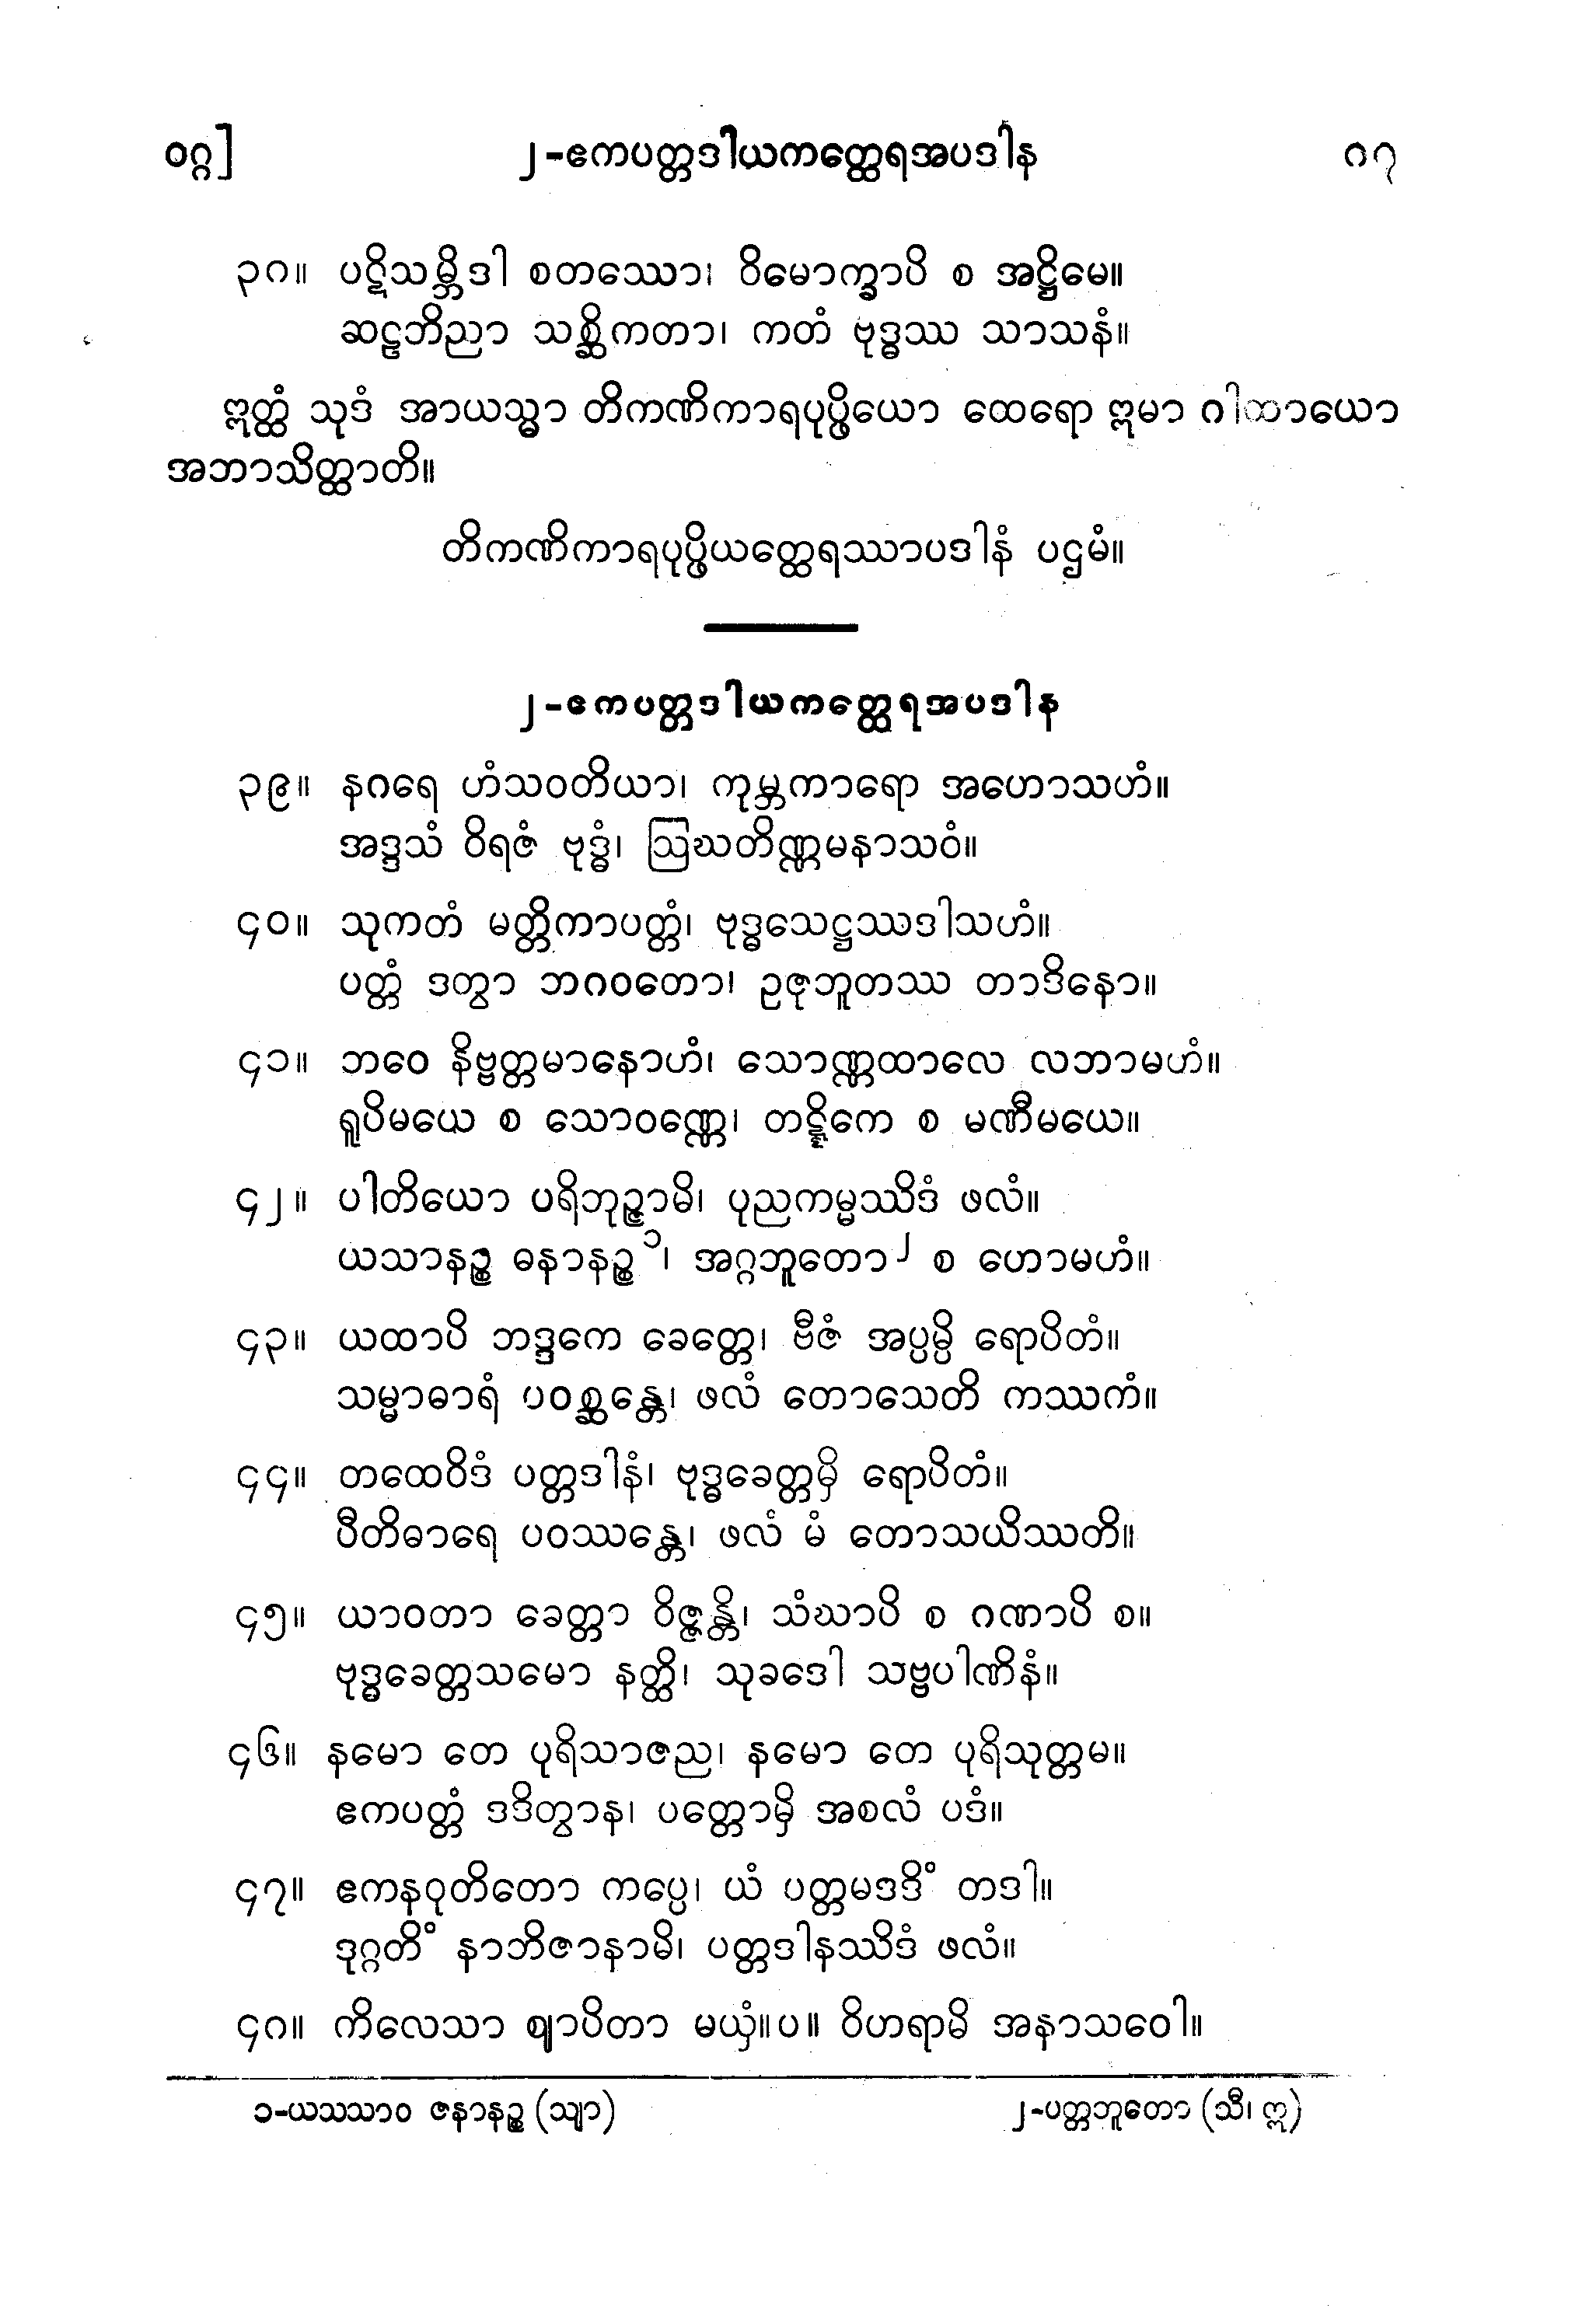 ဝဂ္ဂ] ၂-ဧကပတ္တဒါယကတ္ထေရအပဒါန ဂ၇
၃ဂ။ ပဋိသမ္ဘိဒါ စတဿော၊ ဝိမောက္ခာပိ စ အဋ္ဌိမေ။
ဆဠဘိညာ သစ္ဆိကတာ၊ ကတံ ဗုဒ္ဓဿ သာသနံ။
ဣတ္ထံ သုဒံ အာယသ္မာ တိကဏိကာရပုပ္ဖိယော ထေရော ဣမာ ဂါထာယော
အဘာသိတ္ထာတိ။
တိကဏိကာရပုပ္ဖိယတ္ထေရဿာပဒါနံ ပဌမံ။
၂-ဧကပတ္တဒါယကတ္ထေရအပဒါန
၃၉။ နဂရေ ဟံသဝတိယာ၊ ကုမ္ဘကာရော အဟောသဟံ။
အဒ္ဒသံ ဝိရဇံ ဗုဒ္ဓံ၊ ဩဃတိဏ္ဏမနာသဝံ။
၄၀။ သုကတံ မတ္တိကာပတ္တံ၊ ဗုဒ္ဓသေဋ္ဌဿဒါသဟံ။
ပတ္တံ ဒတွာ ဘဂဝတော၊ ဥဇုဘူတဿ တာဒိနော။
၄၁။ ဘဝေ နိဗ္ဗတ္တမာနောဟံ၊ သောဏ္ဏထာလေ လဘာမဟံ။
ရူပိမယေ စ သောဝဏ္ဏေ၊ တဋ္ဋိကေ စ မဏီမယေ။
၄၂။ ပါတိယော ပရိဘုဉ္ဇာမိ၊ ပုညကမ္မဿိဒံ ဖလံ။
ယသာနဉ္စ ဓနာနဉ္စ၁၊ အဂ္ဂဘူတော၂ စ ဟောမဟံ။
၄၃။ ယထာပိ ဘဒ္ဒကေ ခေတ္တေ၊ ဗီဇံ အပ္ပမ္ပိ ရောပိတံ။
သမ္မာဓာရံ ပဝစ္ဆန္တေ၊ ဖလံ တောသေတိ ကဿကံ။
၄၄။ တထေဝိဒံ ပတ္တဒါနံ၊ ဗုဒ္ဓခေတ္တမှိ ရောပိတံ။
ပီတိဓာရေ ပဝဿန္တေ၊ ဖလံ မံ တောသယိဿတိ။
၄၅။ ယာဝတာ ခေတ္တာ ဝိဇ္ဇန္တိ၊ သံဃာပိ စ ဂဏာပိ စ။
ဗုဒ္ဓခေတ္တသမော နတ္ထိ၊ သုခဒေါ သဗ္ဗပါဏိနံ။
၄၆။ နမော တေ ပုရိသာဇည၊ နမော တေ ပုရိသုတ္တမ။
ဧကပတ္တံ ဒဒိတွာန၊ ပတ္တောမှိ အစလံ ပဒံ။
၄၇။ ဧကနဝုတိတော ကပ္ပေ၊ ယံ ပတ္တမဒဒိံ တဒါ။
ဒုဂ္ဂတိံ နာဘိဇာနာမိ၊ ပတ္တဒါနဿိဒံ ဖလံ။
၄ဂ။ ကိလေသာ ဈာပိတာ မယှံ။ပ။ ဝိဟရာမိ အနာသဝေါ။
၁-ယသသာဝ ဇနာနဉ္စ (သျာ) ၂-ပတ္တဘူတော (သီ၊ ဣ)